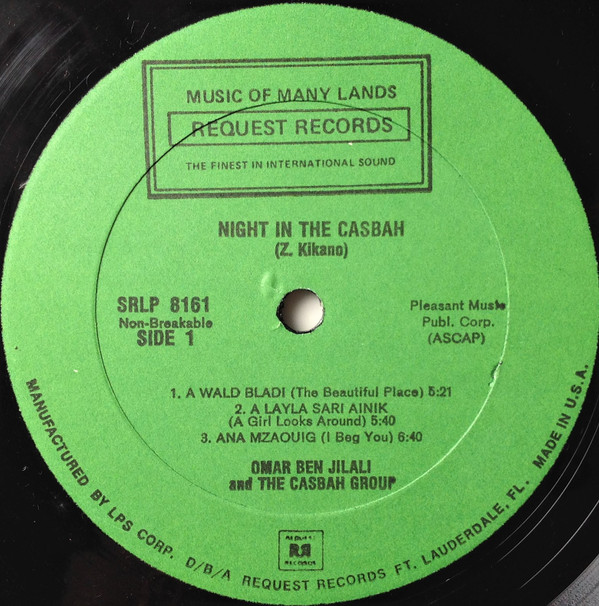 MUSIC OF MANY LANDS
REQUEST RECORDS
THE FINEST IN INTERNATIONAL SOUND
NIGHT IN THE CASBAH
(Z. Kikano)
SRLP 8161
Non-Breakable
SIDE 1
Pleasant Music
Publ. Corp.
(ASCAP)
1. A WALD BLADI (The Beautiful Place) 5:21
2. A LAYLA SARI AINIK
(A Girl Looks Around) 5:40
3. ANA MZAOUIG (I Beg You) 6:40
OMAR BEN JILALI
and THE CASBAH GROUP
REQUEST
RR
RECORDS
MANUFACTURED BY LPS CORP. D/B/A REQUEST RECORDS FT. LAUDERDALE, FL. MADE IN U.S.A.